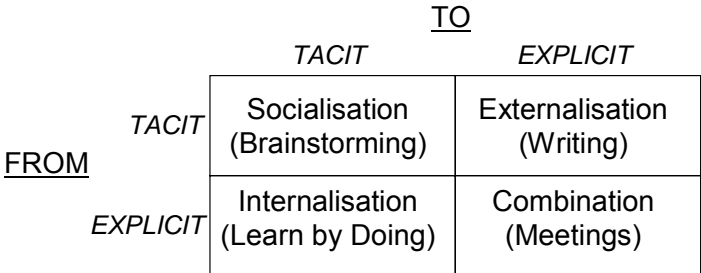 TO
TACIT EXPLICIT
TACIT
Socialisation
(Brainstorming)
Externalisation
(Writing)
FROM
EXPLICIT
Internalisation
(Learn by Doing)
Combination
(Meetings)